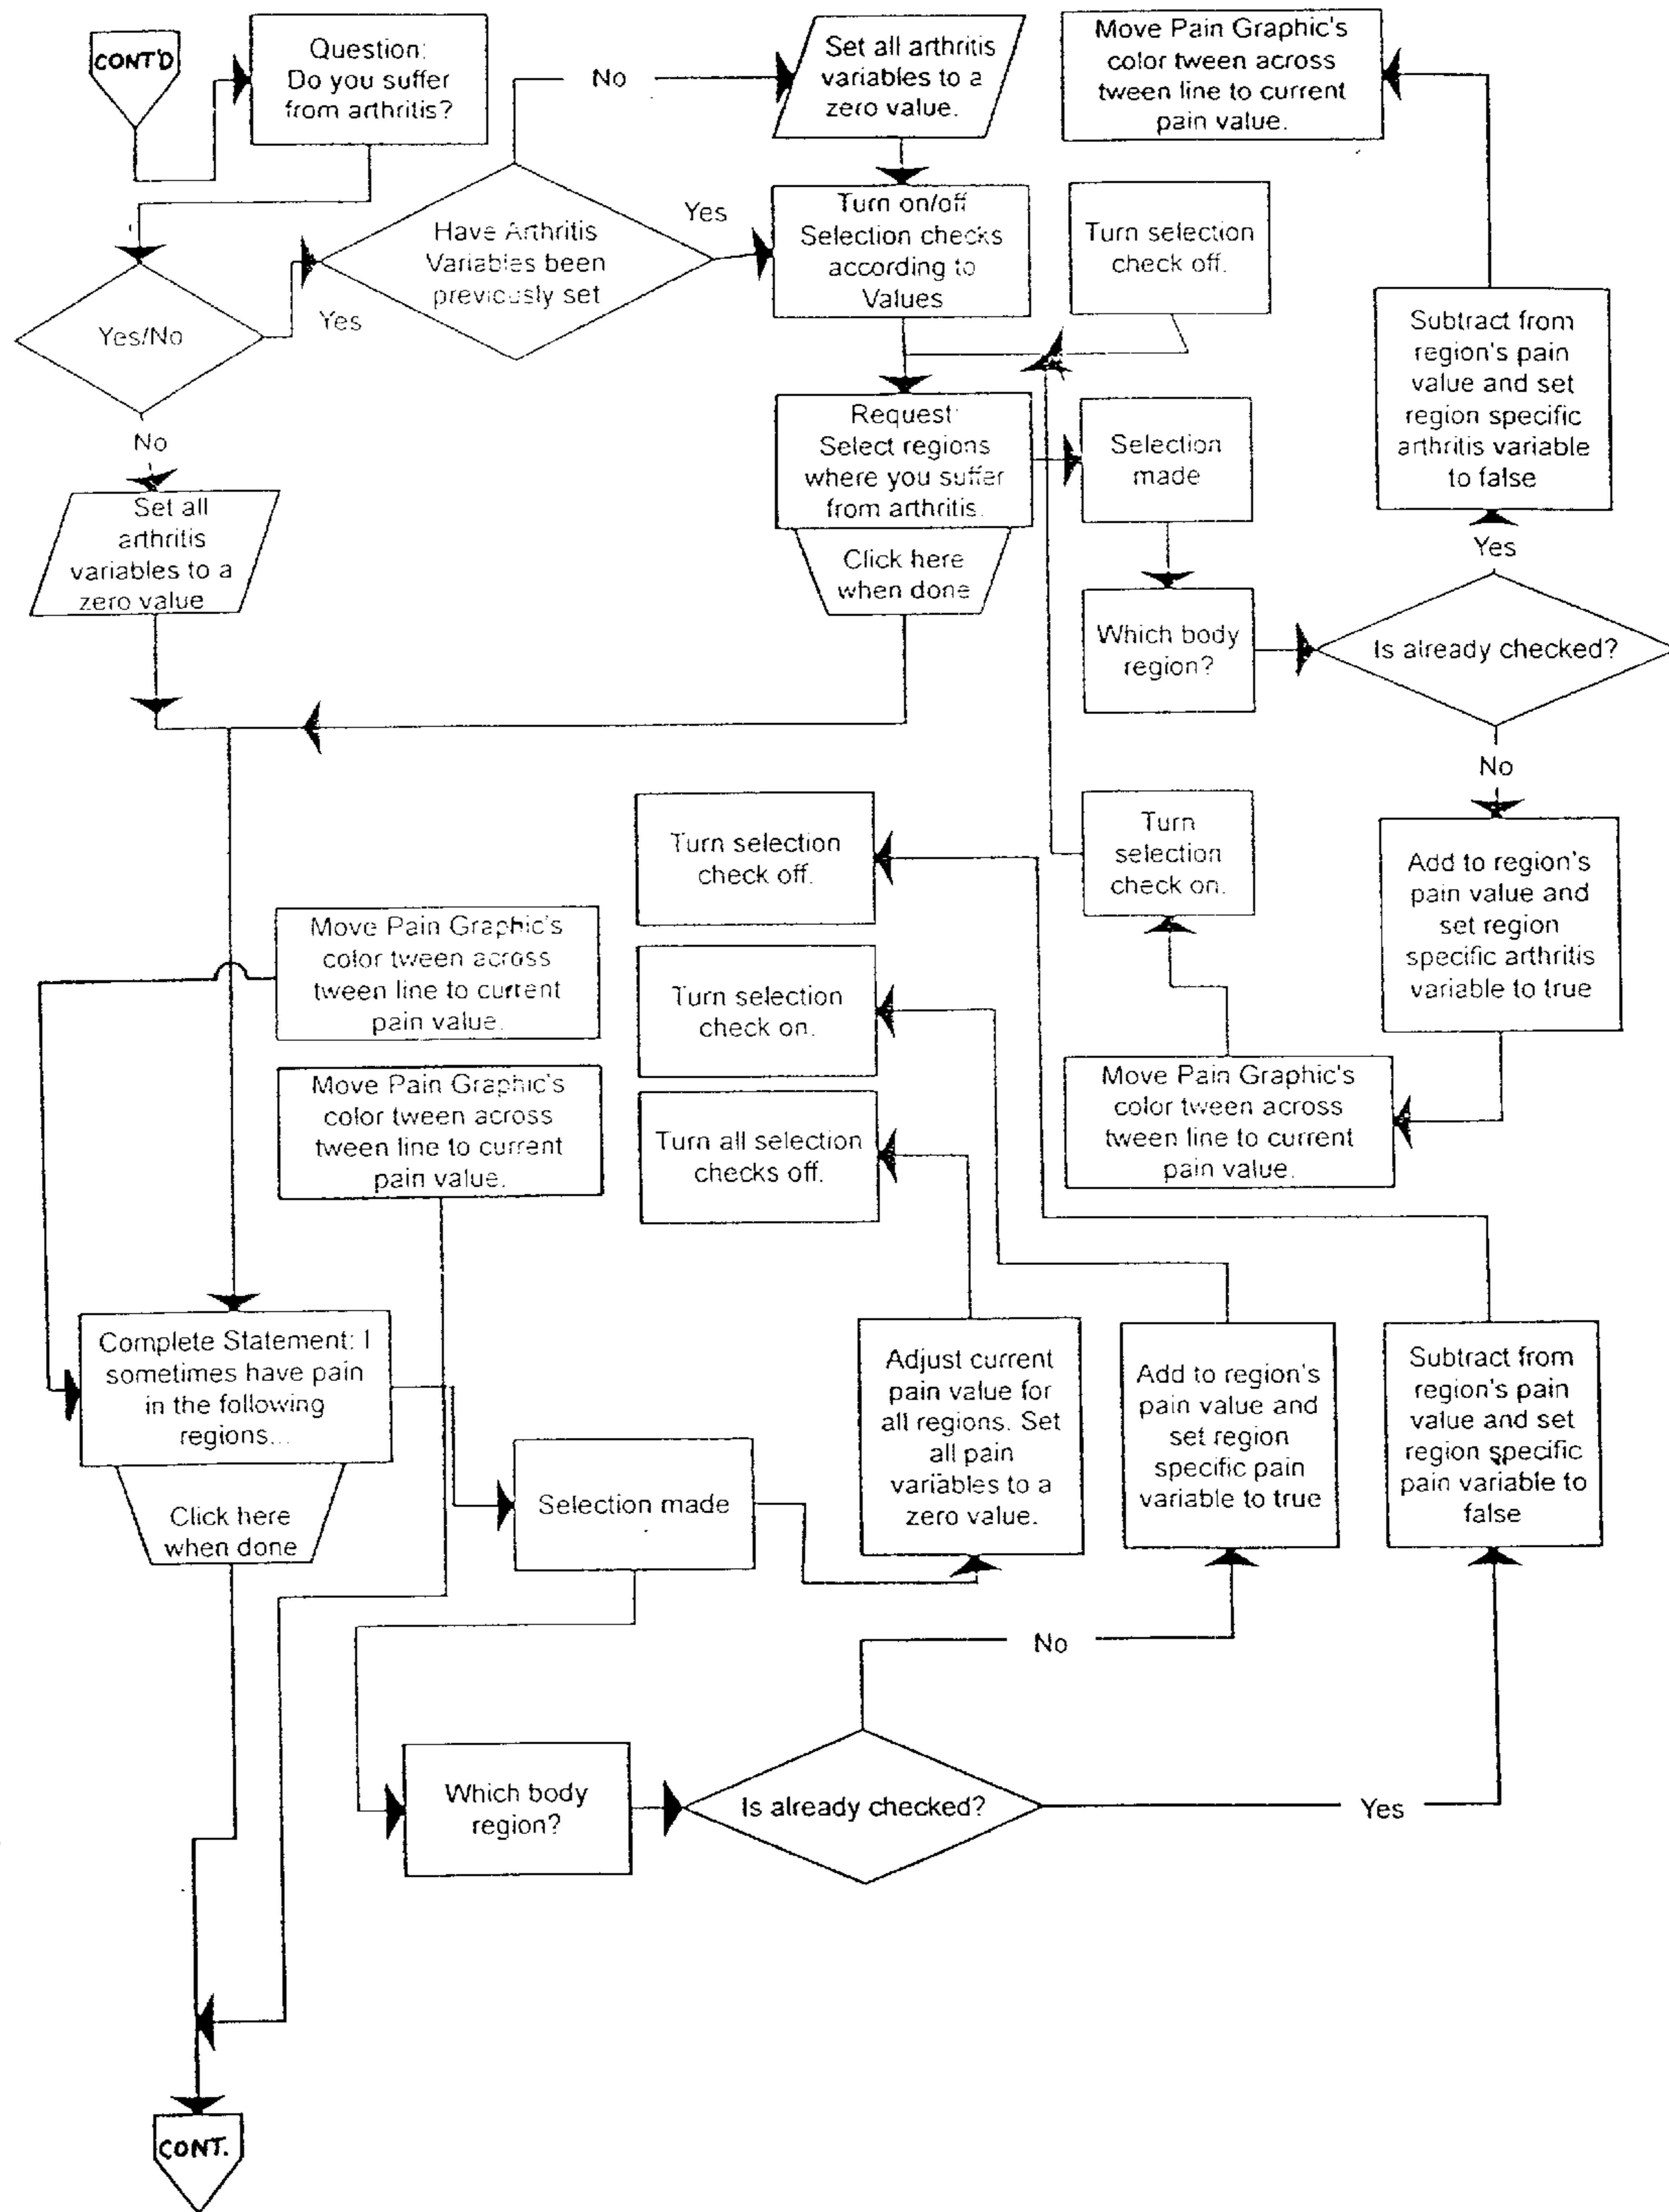 CONT'D
Question:
Do you suffer
from arthritis?
No
Set all arthritis
variables to a
zero value.
Move Pain Graphic's
color tween across
tween line to current
pain value.
Yes/No
Yes
Have Arthritis
Variables been
previously set
Yes
Turn on/off
Selection checks
according to
Values
Turn selection
check off.
Subtract from
region's pain
value and set
region specific
arthritis variable
to false
No
Set all
arthritis
variables to a
zero value
Request:
Select regions
where you suffer
from arthritis.
Click here
when done
Selection
made
Yes
Which body
region?
Is already checked?
No
Turn selection
check off.
Turn
selection
check on.
Add to region's
pain value and
set region
specific arthritis
variable to true
Move Pain Graphic's
color tween across
tween line to current
pain value.
Turn selection
check on.
Move Pain Graphic's
color tween across
tween line to current
pain value.
Turn all selection
checks off.
Move Pain Graphic's
color tween across
tween line to current
pain value.
Complete Statement: I
sometimes have pain
in the following
regions...
Click here
when done
Selection made
Adjust current
pain value for
all regions. Set
all pain
variables to a
zero value.
Add to region's
pain value and
set region
specific pain
variable to true
Subtract from
region's pain
value and set
region specific
pain variable to
false
No
Which body
region?
Is already checked?
Yes
CONT.